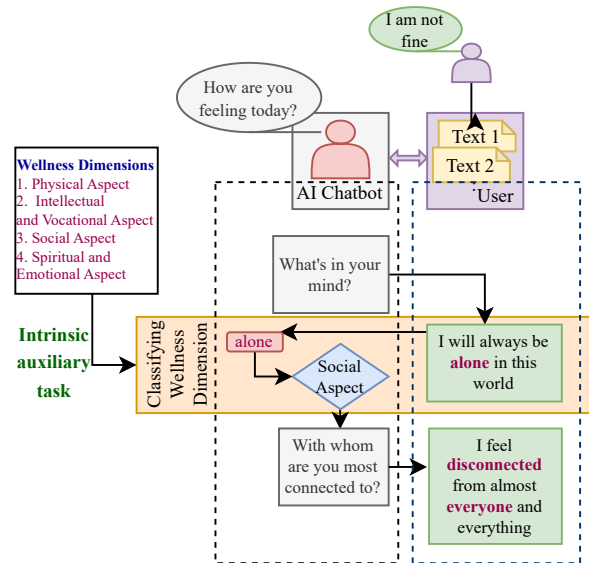 I am not
fine
How are you
feeling today?
Text 1
Text 2
AI Chatbot
User
Wellness Dimensions
1. Physical Aspect
2. Intellectual
and Vocational Aspect
3. Social Aspect
4. Spiritual and
Emotional Aspect
What's in your
mind?
Intrinsic
auxiliary
task
Classifying
Wellness
Dimension
alone
Social
Aspect
I will always be
alone in this
world
With whom
are you most
connected to?
I feel
disconnected
from almost
everyone and
everything